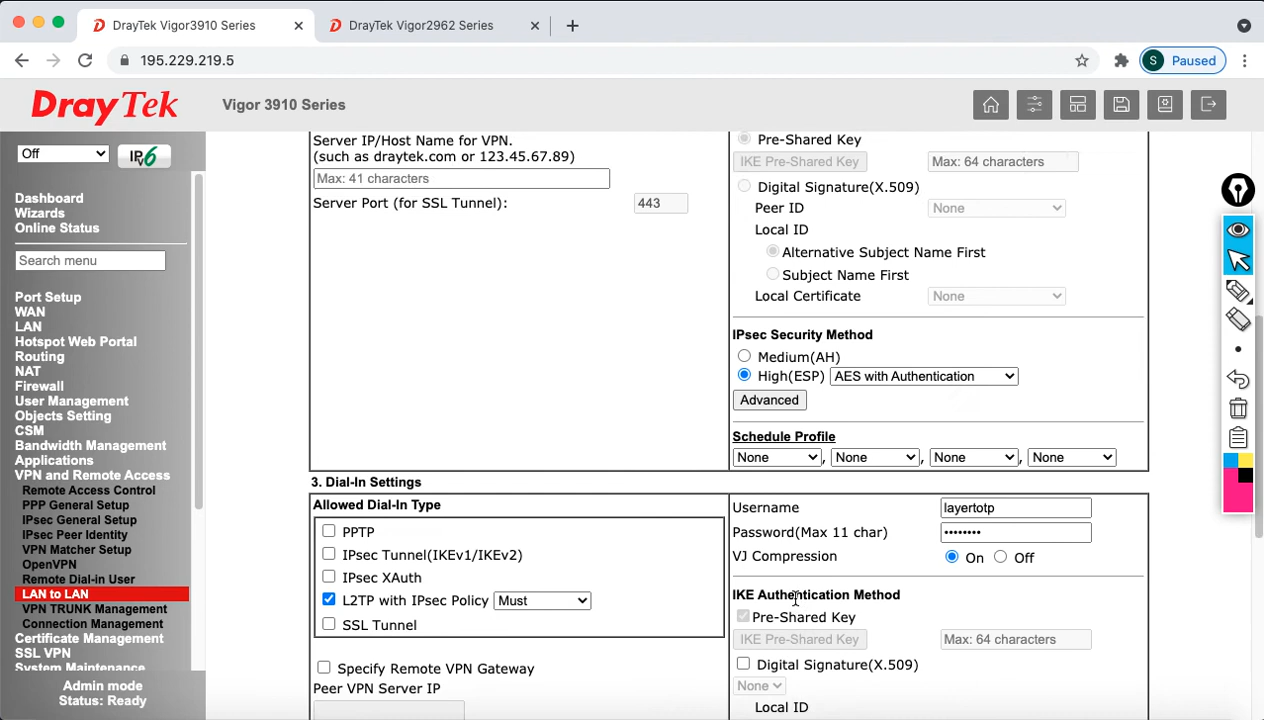 DrayTek Vigor3910 Series
DrayTek Vigor2962 Series
195.229.219.5
S Paused
DrayTek
Vigor 3910 Series
Off
IPv6
Dashboard
Wizards
Online Status
Search menu
Port Setup
WAN
LAN
Hotspot Web Portal
Routing
NAT
Firewall
User Management
Objects Setting
CSM
Bandwidth Management
Applications
VPN and Remote Access
Remote Access Control
PPP General Setup
IPsec General Setup
IPsec Peer Identity
VPN Matcher Setup
OpenVPN
Remote Dial-in User
LAN to LAN
VPN TRUNK Management
Connection Management
Certificate Management
SSL VPN
System Maintenance
Admin mode
Status: Ready
Server IP/Host Name for VPN.
(such as draytek.com or 123.45.67.89)
Max: 41 characters
Server Port (for SSL Tunnel): 443
Pre-Shared Key
IKE Pre-Shared Key Max: 64 characters
Digital Signature(X.509)
Peer ID None
Local ID
Alternative Subject Name First
Subject Name First
Local Certificate None
IPsec Security Method
Medium(AH)
High(ESP) AES with Authentication
Advanced
Schedule Profile
None , None , None , None
3. Dial-In Settings
Allowed Dial-In Type
PPTP
IPsec Tunnel(IKEv1/IKEv2)
IPsec XAuth
L2TP with IPsec Policy Must
SSL Tunnel
Specify Remote VPN Gateway
Peer VPN Server IP
Username layertotp
Password(Max 11 char) ••••••••
VJ Compression On Off
IKE Authentication Method
Pre-Shared Key
IKE Pre-Shared Key Max: 64 characters
Digital Signature(X.509)
None
Local ID